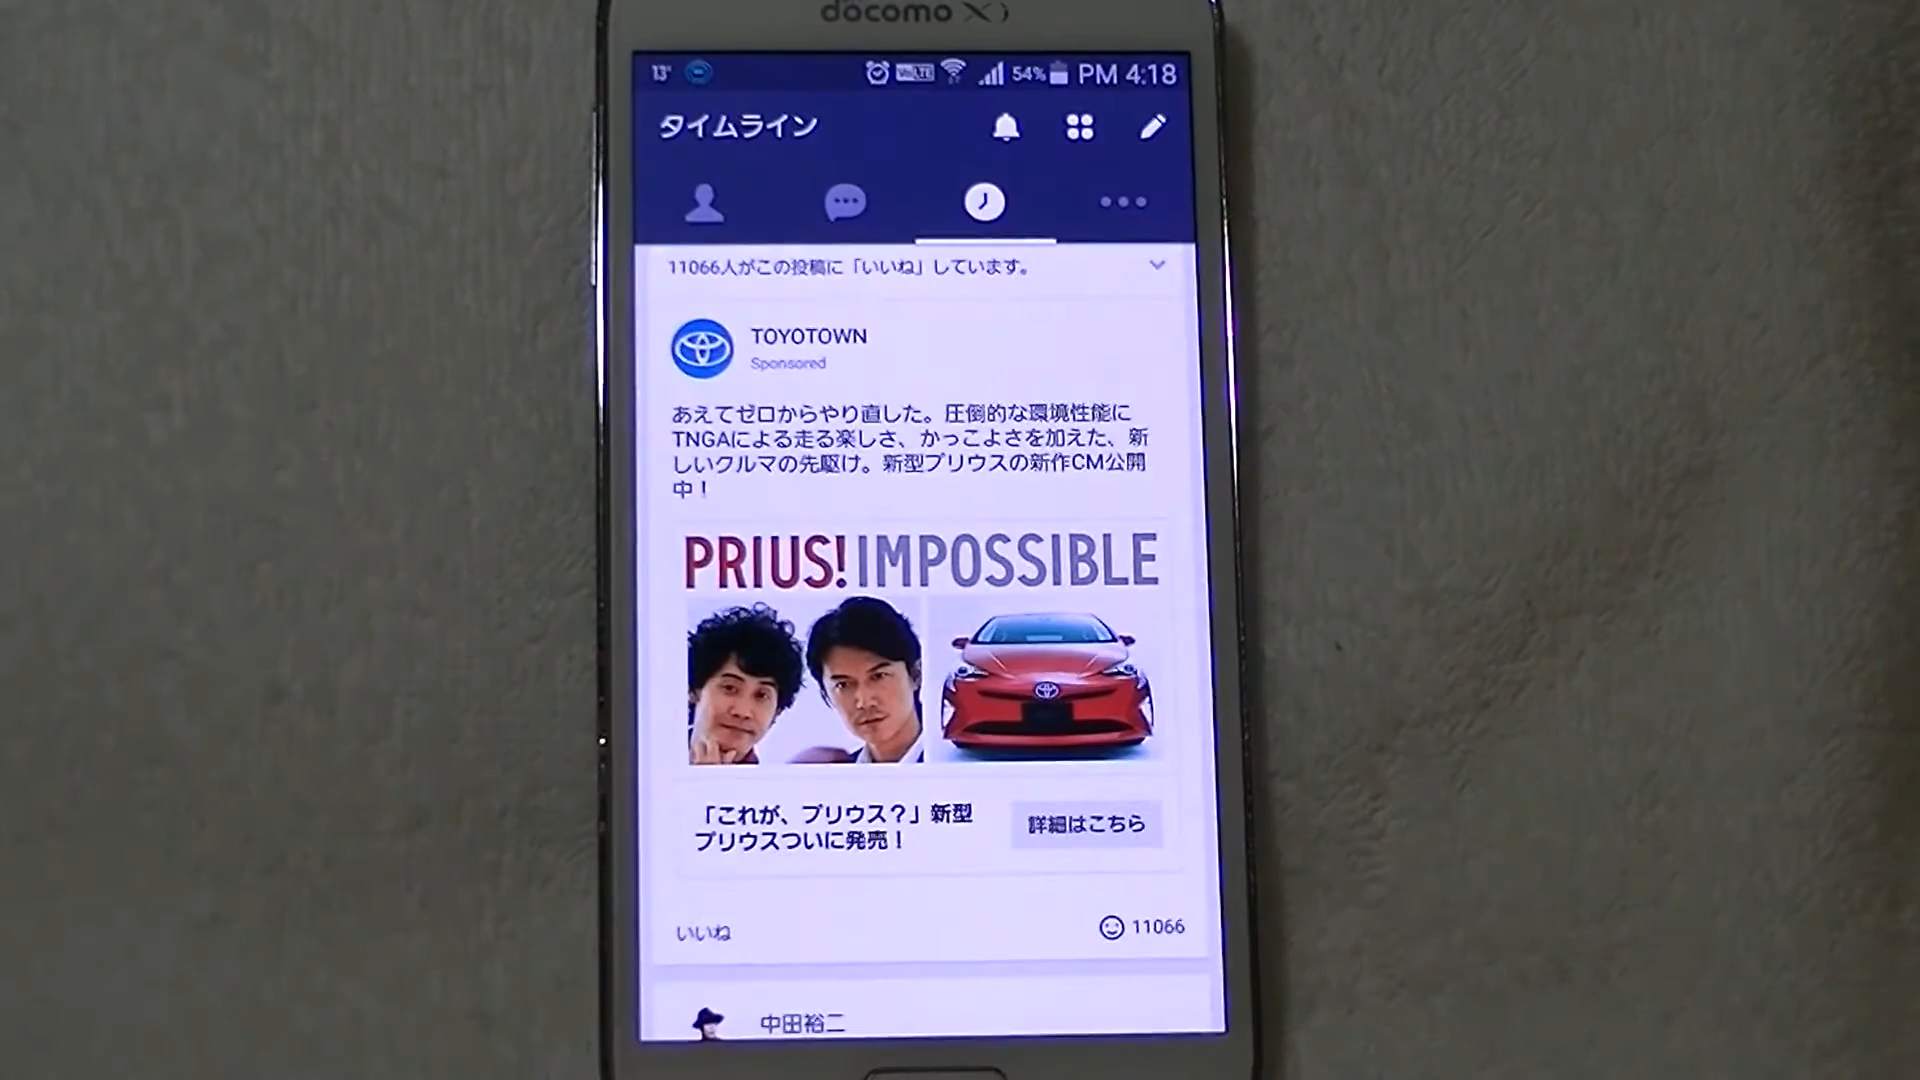 docomo Xi
13°
VoLTE
54%
PM 4:18
タイムライン
11066人がこの投稿に「いいね」しています。
TOYOTOWN
Sponsored
あえてゼロからやり直した。圧倒的な環境性能に
TNGAによる走る楽しさ、かっこよさを加えた、新
しいクルマの先駆け。新型プリウスの新作CM公開
中！
PRIUS! IMPOSSIBLE
「これが、プリウス？」新型
プリウスついに発売！
詳細はこちら
いいね
11066
中田裕二